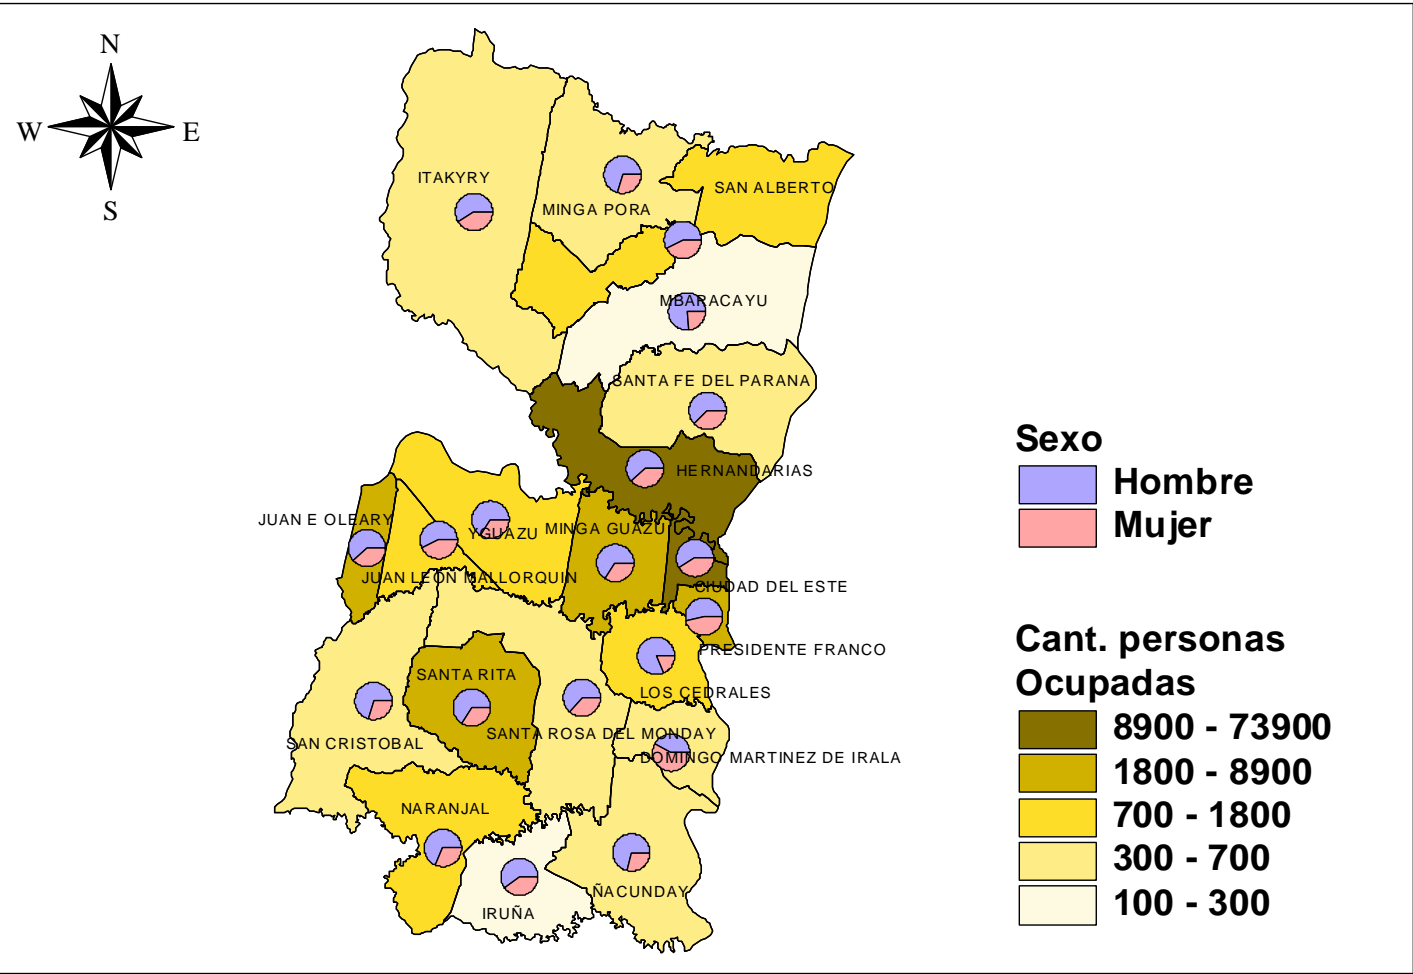 N
W
E
S
ITAKYRY
MINGA PORA
SAN ALBERTO
MBARACAYU
SANTA FE DEL PARANA
HERNANDARIAS
JUAN E OLEARY
YGUAZU
MINGA GUAZU
JUAN LEON MALLORQUIN
CIUDAD DEL ESTE
PRESIDENTE FRANCO
SANTA RITA
LOS CEDRALES
SANTA ROSA DEL MONDAY
SAN CRISTOBAL
DOMINGO MARTINEZ DE IRALA
NARANJAL
ÑACUNDAY
IRUÑA
Sexo
Hombre
Mujer
Cant. personas
Ocupadas
8900 - 73900
1800 - 8900
700 - 1800
300 - 700
100 - 300